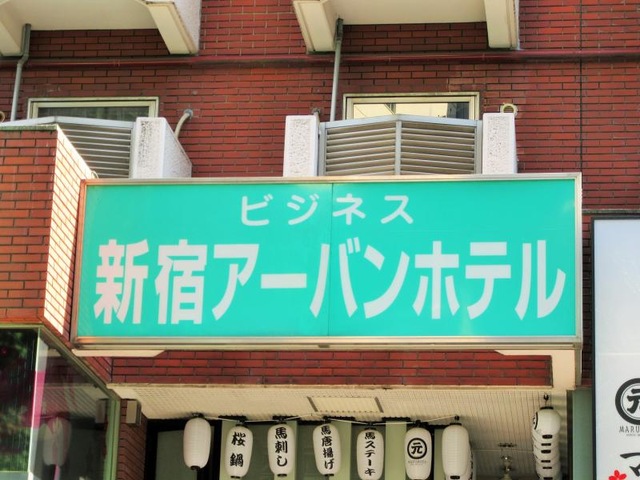 ビジネス
新宿アーバンホテル
桜鍋
馬刺し
馬唐揚げ
馬ステーキ
元
元